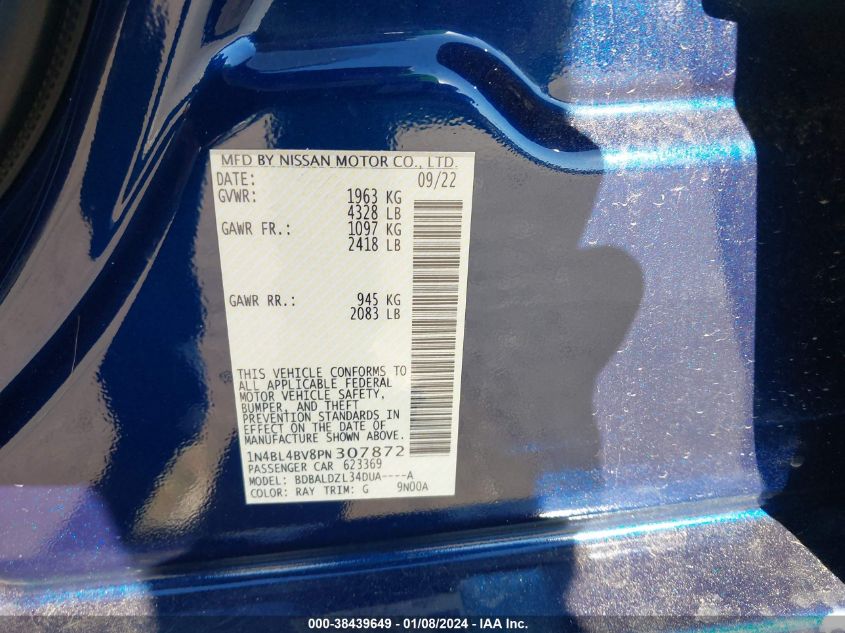 MFD BY NISSAN MOTOR CO., LTD.
DATE: 09/22
GVWR: 1963 KG
4328 LB
GAWR FR.: 1097 KG
2418 LB
GAWR RR.: 945 KG
2083 LB
THIS VEHICLE CONFORMS TO
ALL APPLICABLE FEDERAL
MOTOR VEHICLE SAFETY,
BUMPER, AND THEFT
PREVENTION STANDARDS IN
EFFECT ON THE DATE OF
MANUFACTURE SHOWN ABOVE.
1N4BL4BV8PN307872
PASSENGER CAR 623369
MODEL: BDBALDZL34DUA----A
COLOR: RAY TRIM: G 9N00A
000-38439649 - 01/08/2024 - IAA Inc.